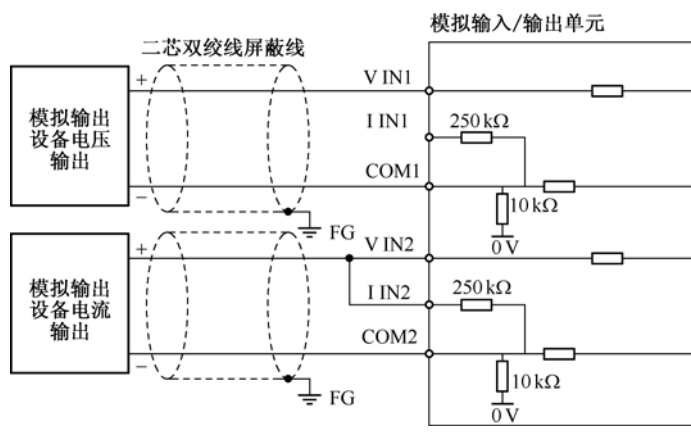 模拟输入/输出单元
二芯双绞线屏蔽线
模拟输出
设备电压
输出
+
−
V IN1
I IN1
250 kΩ
COM1
10 kΩ
0 V
FG
模拟输出
设备电流
输出
+
−
V IN2
I IN2
250 kΩ
COM2
10 kΩ
0 V
FG